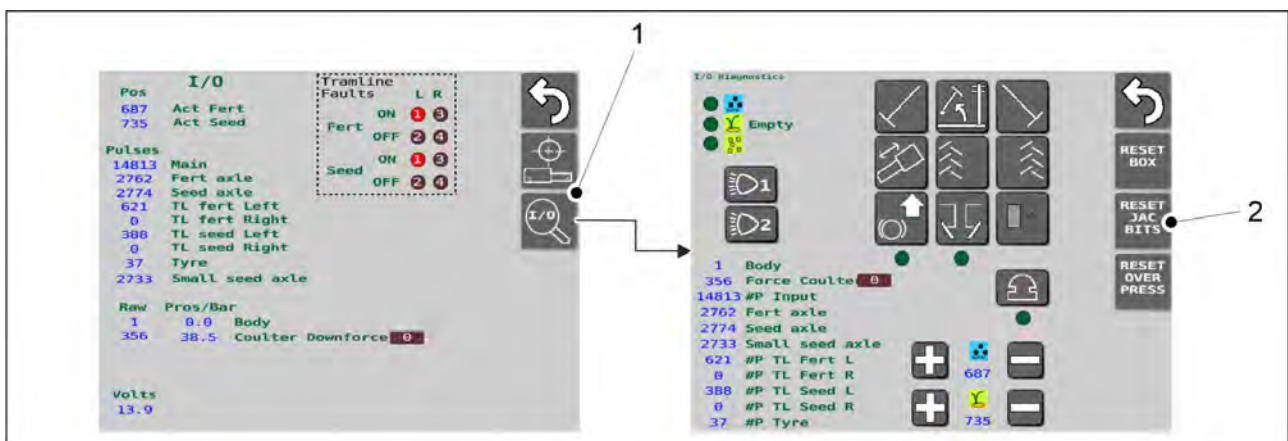 1
I/O
Pos
687 Act Fert
735 Act Seed
Tramline
Faults L R
Fert
ON 1 3
OFF 2 4
Seed
ON 1 3
OFF 2 4
Pulses
14813 Main
2762 Fert axle
2774 Seed axle
621 TL fert Left
0 TL fert Right
388 TL seed Left
0 TL seed Right
37 Tyre
2733 Small seed axle
Raw Pros/Bar
1 0.0 Body
356 38.5 Coulter Downforce 0
Volts
13.9
I/O
I/O Diagnostics
Empty
1
2
RESET
BOX
RESET
JAC
BITS
RESET
OVER
PRESS
2
1 Body
356 Force Coulte 0
14813 #P Input
2762 Fert axle
2774 Seed axle
2733 Small seed axle
621 #P TL Fert L
0 #P TL Fert R
388 #P TL Seed L
0 #P TL Seed R
37 #P Tyre
687
735